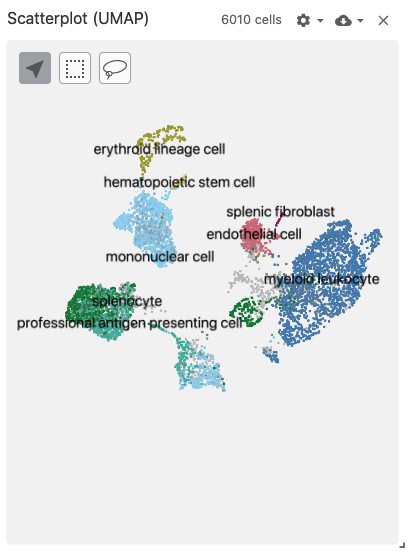 Scatterplot (UMAP)
6010 cells
erythroid lineage cell
hematopoietic stem cell
splenic fibroblast
endothelial cell
mononuclear cell
myeloid leukocyte
splenocyte
professional antigen presenting cell